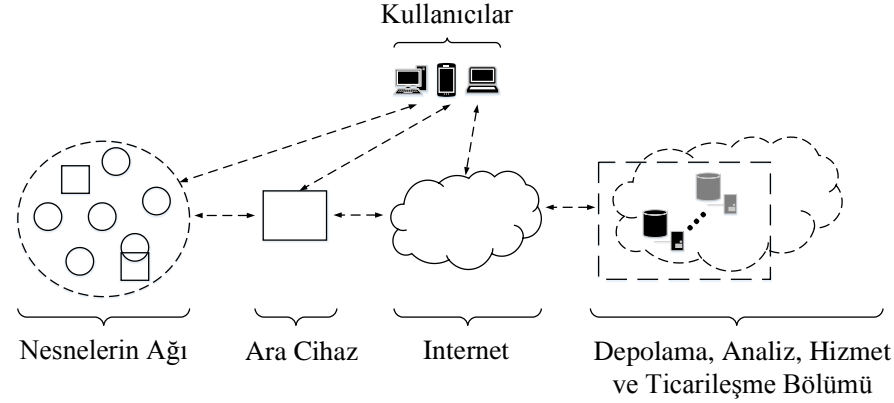 Kullanıcılar
Nesnelerin Ağı
Ara Cihaz
Internet
Depolama, Analiz, Hizmet
ve Ticarileşme Bölümü